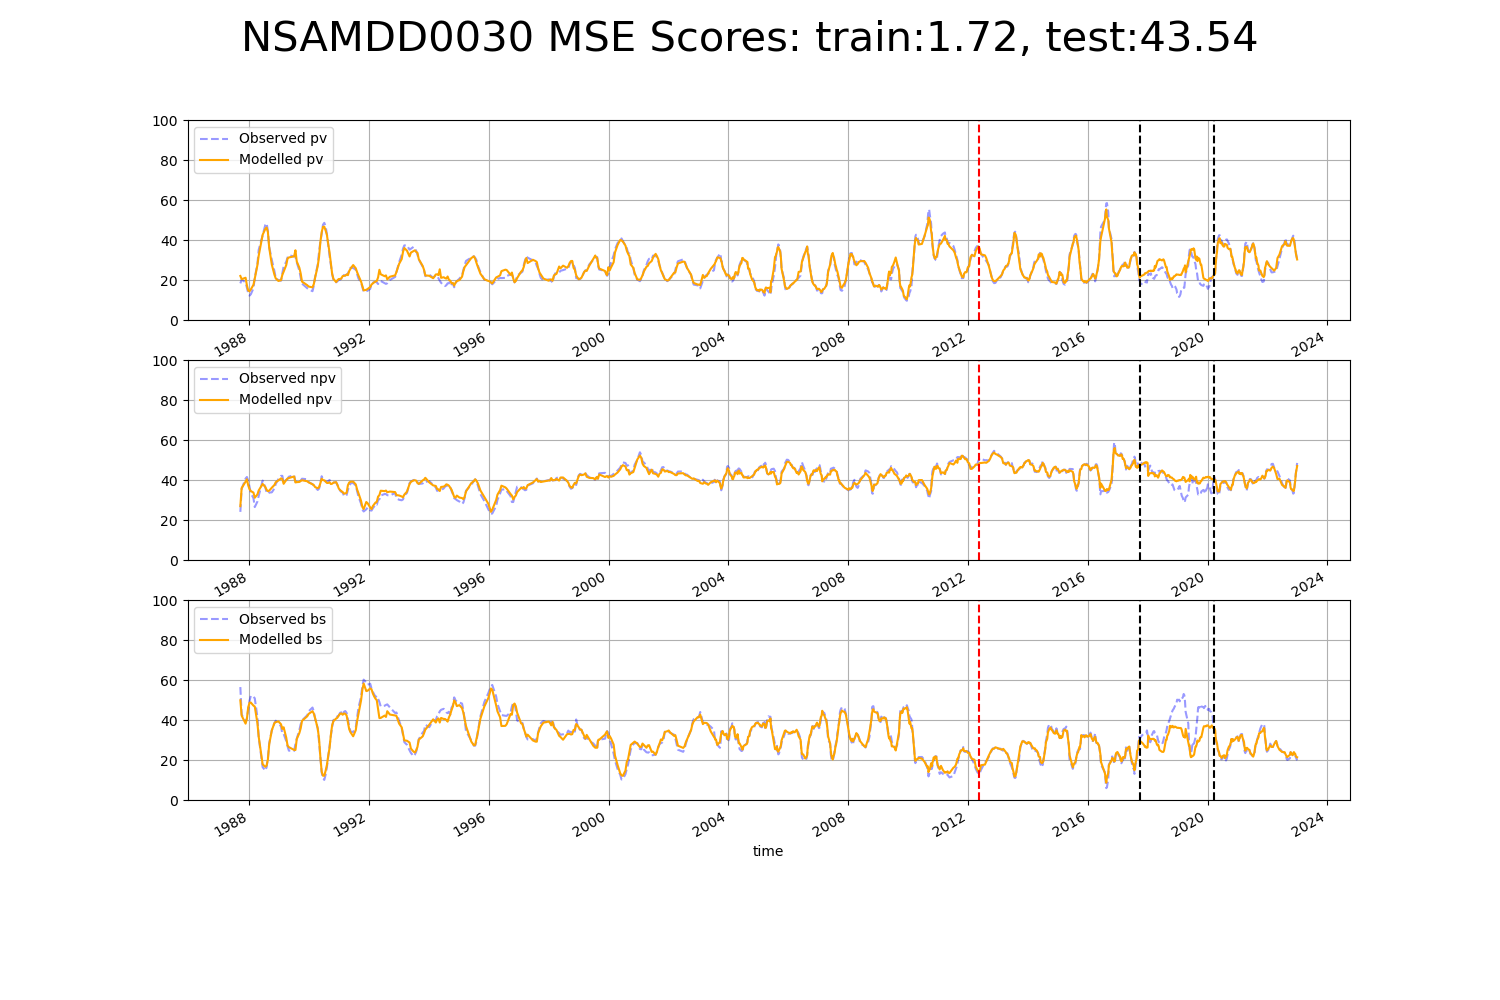 NSAMDD0030 MSE Scores: train:1.72, test:43.54
100
80
60
40
20
0
Observed pv
Modelled pv
1988 1992 1996 2000 2004 2008 2012 2016 2020 2024
100
80
60
40
20
0
Observed npv
Modelled npv
1988 1992 1996 2000 2004 2008 2012 2016 2020 2024
100
80
60
40
20
0
Observed bs
Modelled bs
1988 1992 1996 2000 2004 2008 2012 2016 2020 2024
time